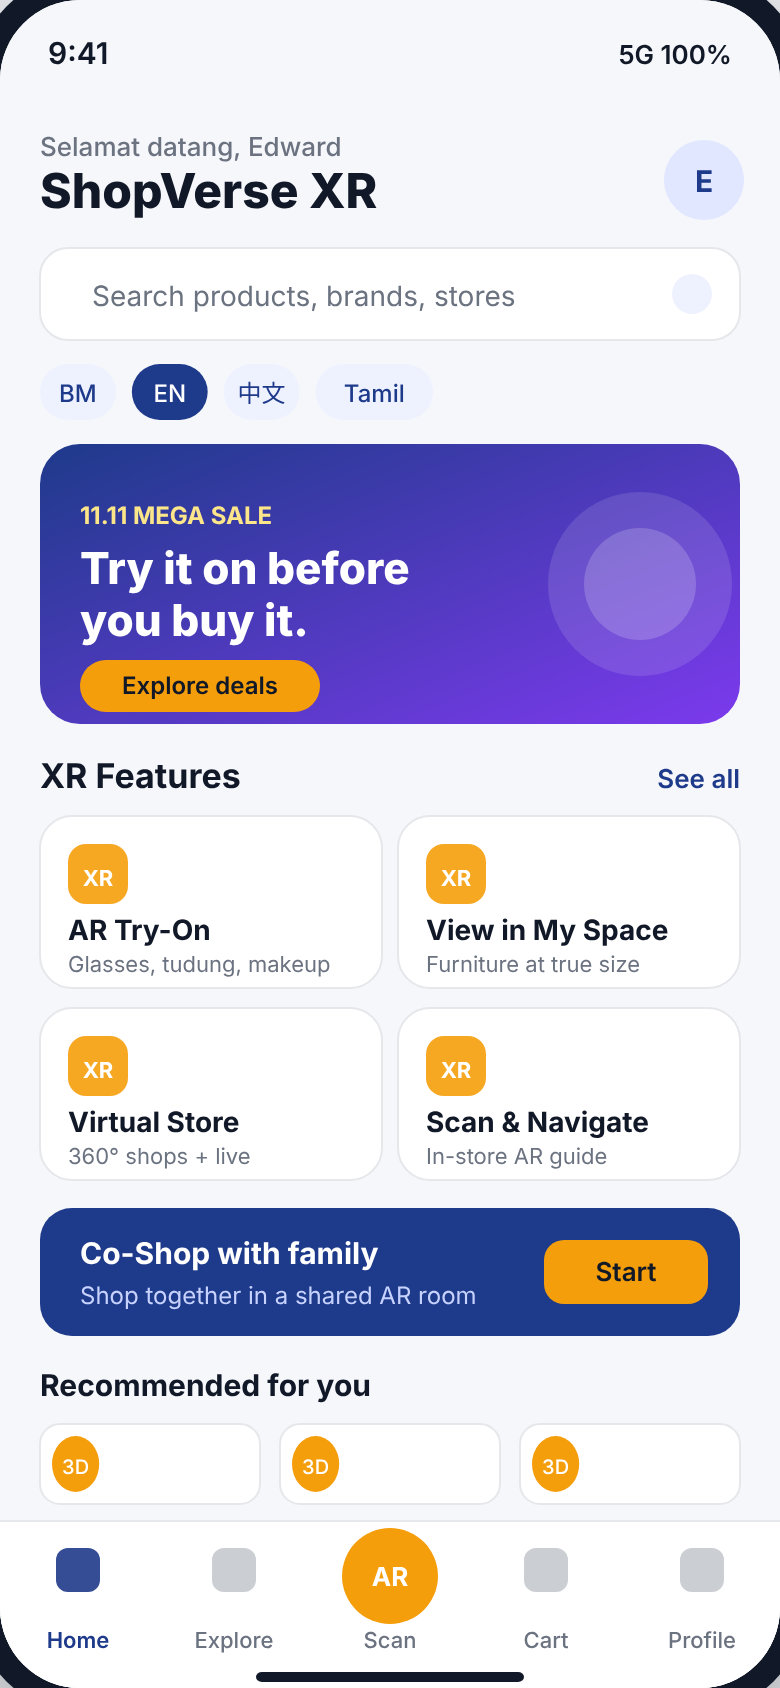 9:41
5G 100%
Selamat datang, Edward
ShopVerse XR
E
Search products, brands, stores
BM
EN
中文
Tamil
11.11 MEGA SALE
Try it on before
you buy it.
Explore deals
XR Features
See all
XR
AR Try-On
Glasses, tudung, makeup
XR
View in My Space
Furniture at true size
XR
Virtual Store
360° shops + live
XR
Scan & Navigate
In-store AR guide
Co-Shop with family
Shop together in a shared AR room
Start
Recommended for you
3D
3D
3D
Home
Explore
AR
Scan
Cart
Profile